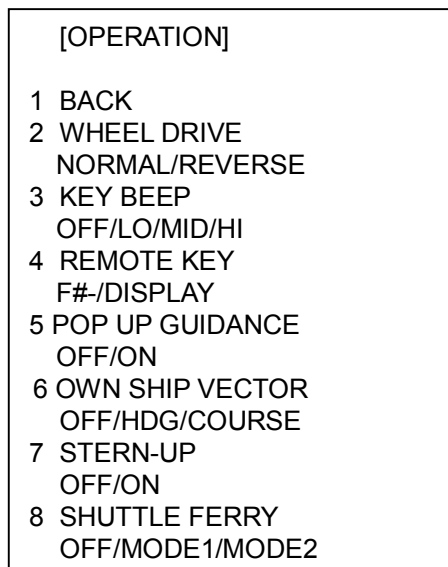 [OPERATION]
1 BACK
2 WHEEL DRIVE
NORMAL/REVERSE
3 KEY BEEP
OFF/LO/MID/HI
4 REMOTE KEY
F#-/DISPLAY
5 POP UP GUIDANCE
OFF/ON
6 OWN SHIP VECTOR
OFF/HDG/COURSE
7 STERN-UP
OFF/ON
8 SHUTTLE FERRY
OFF/MODE1/MODE2